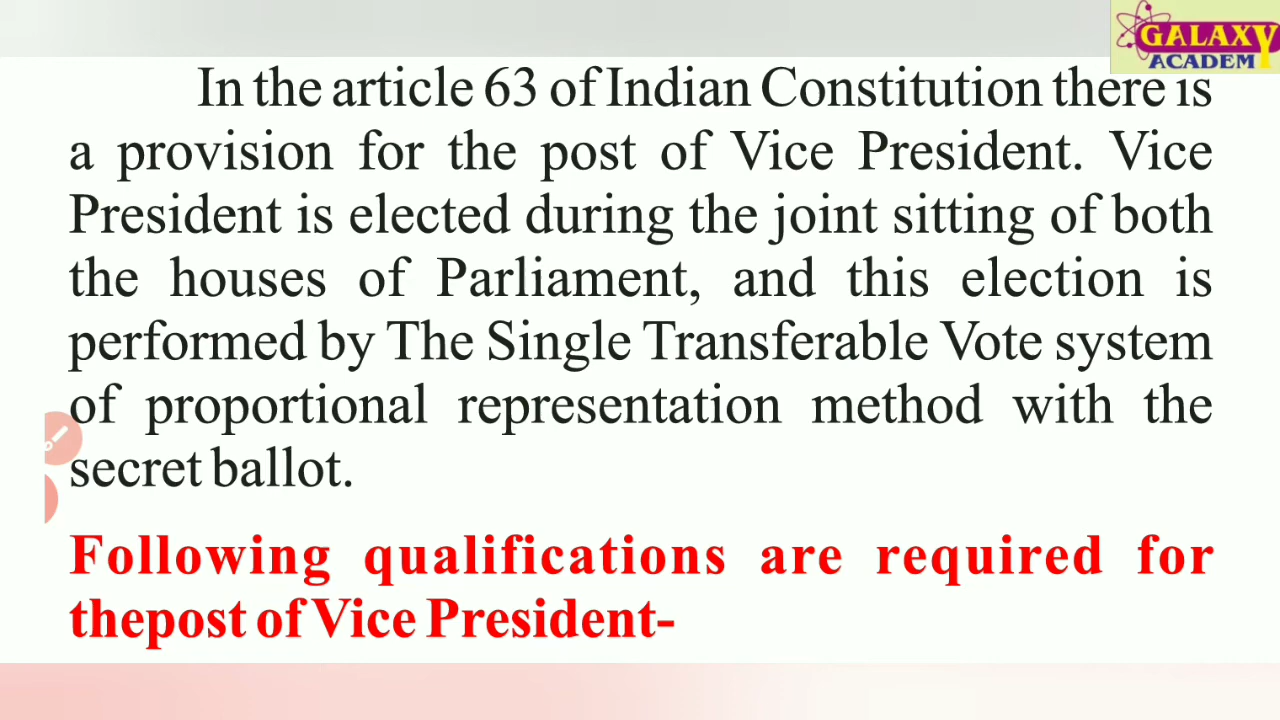 GALAXY
ACADEM
In the article 63 of Indian Constitution there is
a provision for the post of Vice President. Vice
President is elected during the joint sitting of both
the houses of Parliament, and this election is
performed by The Single Transferable Vote system
of proportional representation method with the
secret ballot.
Following qualifications are required for
thepost of Vice President-